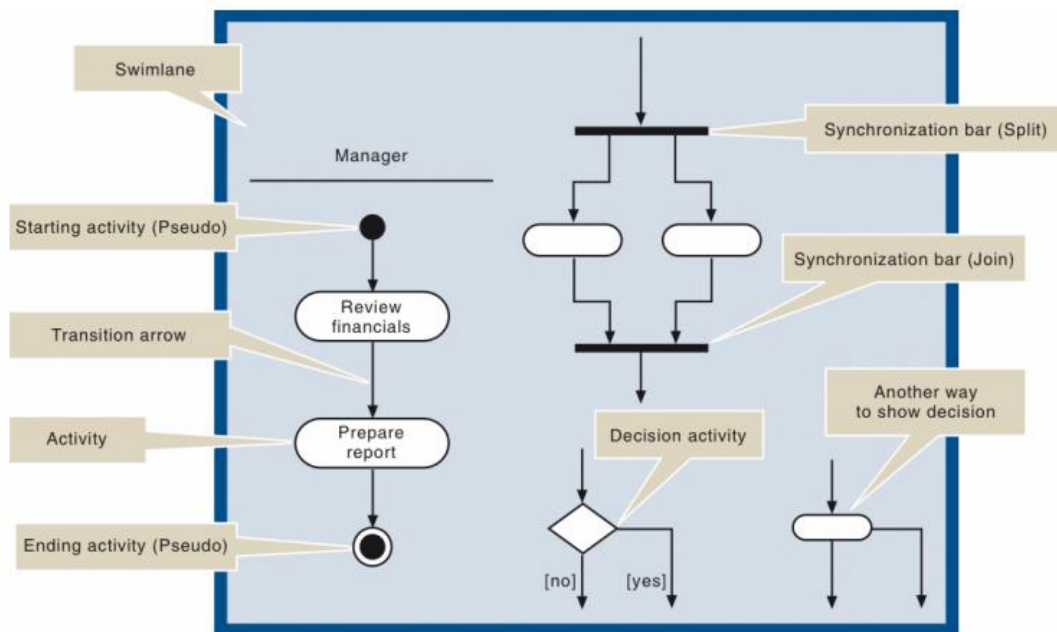 Swimlane
Manager
Starting activity (Pseudo)
Review
financials
Transition arrow
Activity
Prepare
report
Ending activity (Pseudo)
Synchronization bar (Split)
Synchronization bar (Join)
Another way
to show decision
Decision activity
[no]
[yes]